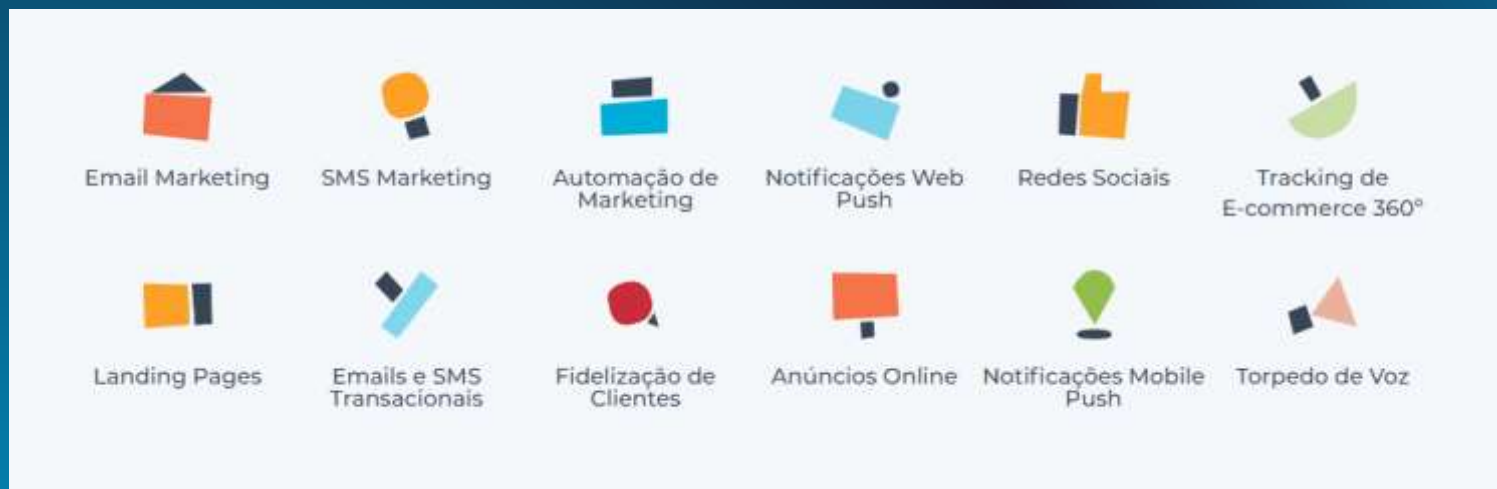 Email Marketing
SMS Marketing
Automação de
Marketing
Notificações Web
Push
Redes Sociais
Tracking de
E-commerce 360º
Landing Pages
Emails e SMS
Transacionais
Fidelização de
Clientes
Anúncios Online
Notificações Mobile
Push
Torpedo de Voz